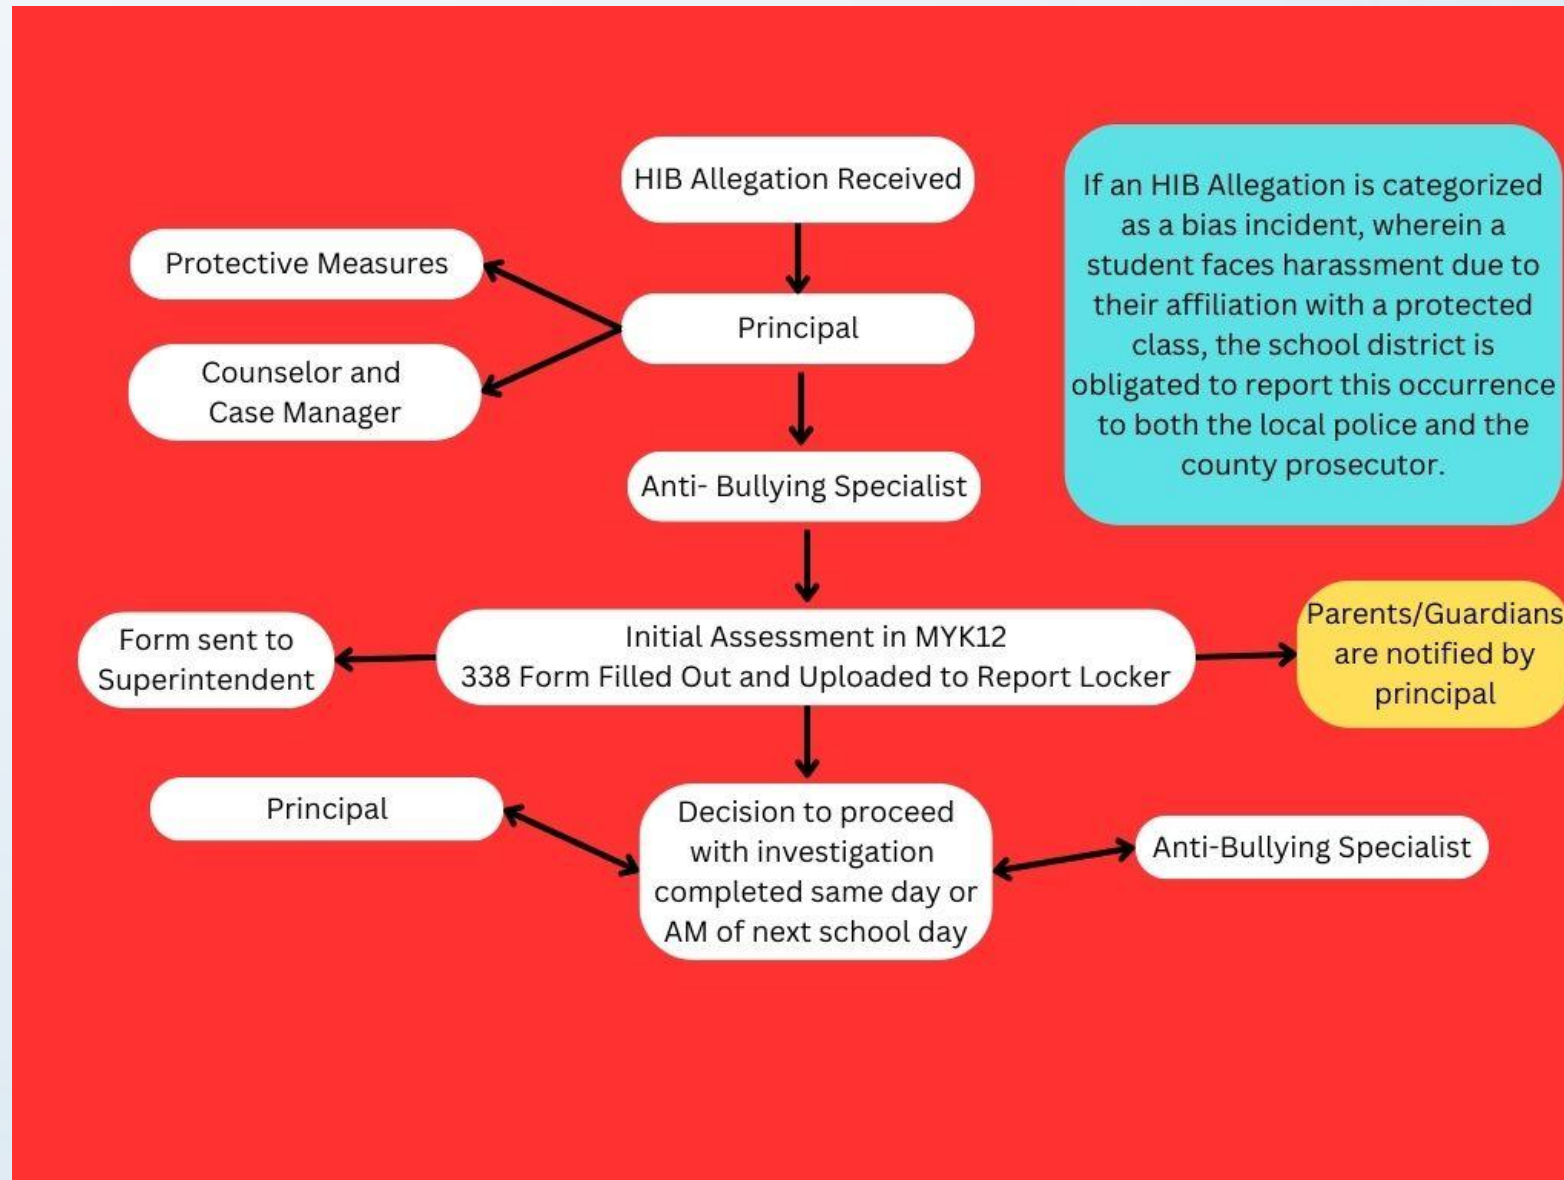 HIB Allegation Received
If an HIB Allegation is categorized
as a bias incident, wherein a
student faces harassment due to
their affiliation with a protected
class, the school district is
obligated to report this occurrence
to both the local police and the
county prosecutor.
Protective Measures
Principal
Counselor and
Case Manager
Anti- Bullying Specialist
Form sent to
Superintendent
Initial Assessment in MYK12
338 Form Filled Out and Uploaded to Report Locker
Parents/Guardians
are notified by
principal
Principal
Decision to proceed
with investigation
completed same day or
AM of next school day
Anti-Bullying Specialist